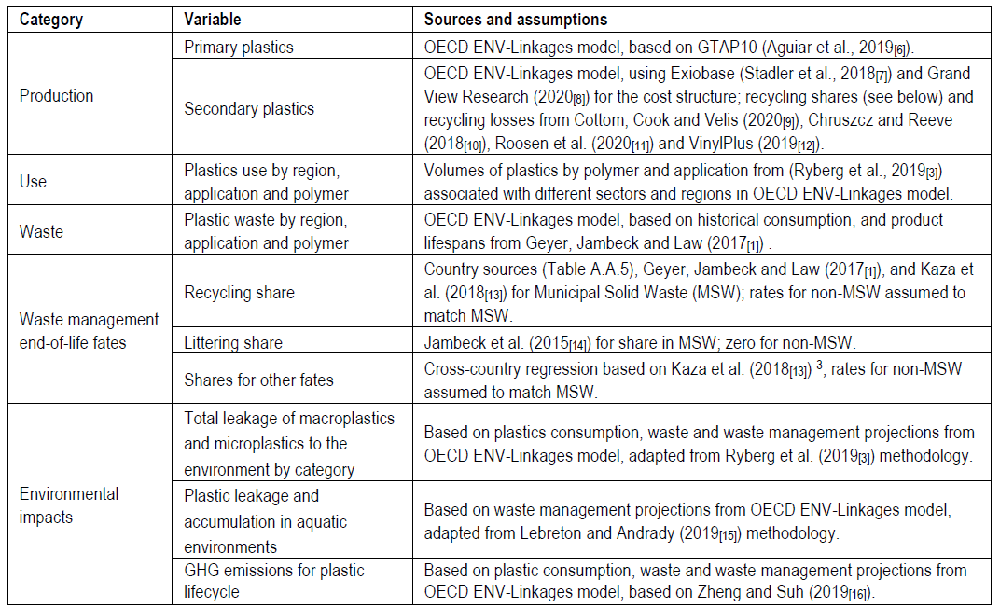 Category Variable Sources and assumptions
Production
Primary plastics
OECD ENV-Linkages model, based on GTAP10 (Aguiar et al., 2019[6]).
Secondary plastics
OECD ENV-Linkages model, using Exiobase (Stadler et al., 2018[7]) and Grand
View Research (2020[8]) for the cost structure; recycling shares (see below) and
recycling losses from Cottom, Cook and Velis (2020[9]), Chruszcz and Reeve
(2018[10]), Roosen et al. (2020[11]) and VinylPlus (2019[12]).
Use
Plastics use by region,
application and polymer
Volumes of plastics by polymer and application from (Ryberg et al., 2019[3])
associated with different sectors and regions in OECD ENV-Linkages model.
Waste
Plastic waste by region,
application and polymer
OECD ENV-Linkages model, based on historical consumption, and product
lifespans from Geyer, Jambeck and Law (2017[1]) .
Waste management
end-of-life fates
Recycling share
Country sources (Table A.A.5), Geyer, Jambeck and Law (2017[1]), and Kaza et
al. (2018[13]) for Municipal Solid Waste (MSW); rates for non-MSW assumed to
match MSW.
Littering share
Jambeck et al. (2015[14]) for share in MSW; zero for non-MSW.
Shares for other fates
Cross-country regression based on Kaza et al. (2018[13]) 3; rates for non-MSW
assumed to match MSW.
Environmental
impacts
Total leakage of macroplastics
and microplastics to the
environment by category
Based on plastics consumption, waste and waste management projections from
OECD ENV-Linkages model, adapted from Ryberg et al. (2019[3]) methodology.
Plastic leakage and
accumulation in aquatic
environments
Based on waste management projections from OECD ENV-Linkages model,
adapted from Lebreton and Andrady (2019[15]) methodology.
GHG emissions for plastic
lifecycle
Based on plastic consumption, waste and waste management projections from
OECD ENV-Linkages model, based on Zheng and Suh (2019[16]).